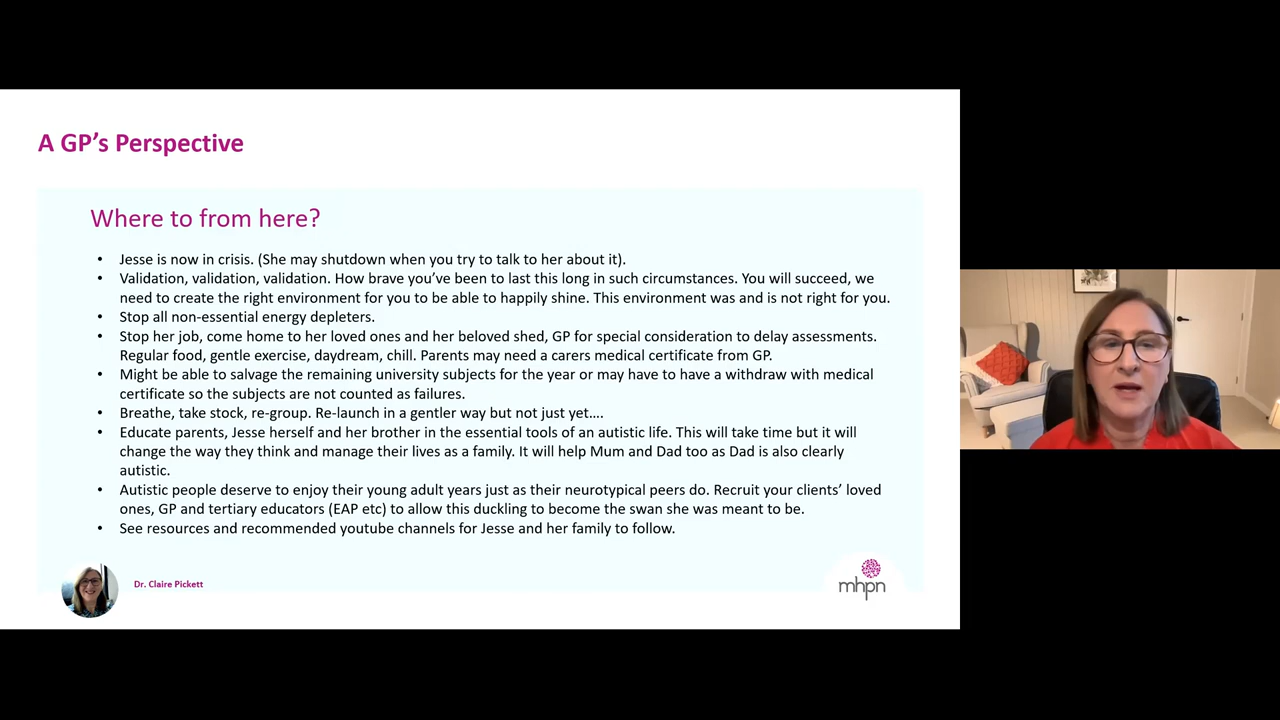 A GP’s Perspective
Where to from here?
• Jesse is now in crisis. (She may shutdown when you try to talk to her about it).
• Validation, validation, validation. How brave you’ve been to last this long in such circumstances. You will succeed, we
need to create the right environment for you to be able to happily shine. This environment was and is not right for you.
• Stop all non-essential energy depleters.
• Stop her job, come home to her loved ones and her beloved shed, GP for special consideration to delay assessments.
Regular food, gentle exercise, daydream, chill. Parents may need a carers medical certificate from GP.
• Might be able to salvage the remaining university subjects for the year or may have to have a withdraw with medical
certificate so the subjects are not counted as failures.
• Breathe, take stock, re-group. Re-launch in a gentler way but not just yet….
• Educate parents, Jesse herself and her brother in the essential tools of an autistic life. This will take time but it will
change the way they think and manage their lives as a family. It will help Mum and Dad too as Dad is also clearly
autistic.
• Autistic people deserve to enjoy their young adult years just as their neurotypical peers do. Recruit your clients’ loved
ones, GP and tertiary educators (EAP etc) to allow this duckling to become the swan she was meant to be.
• See resources and recommended youtube channels for Jesse and her family to follow.
Dr. Claire Pickett
mhpn